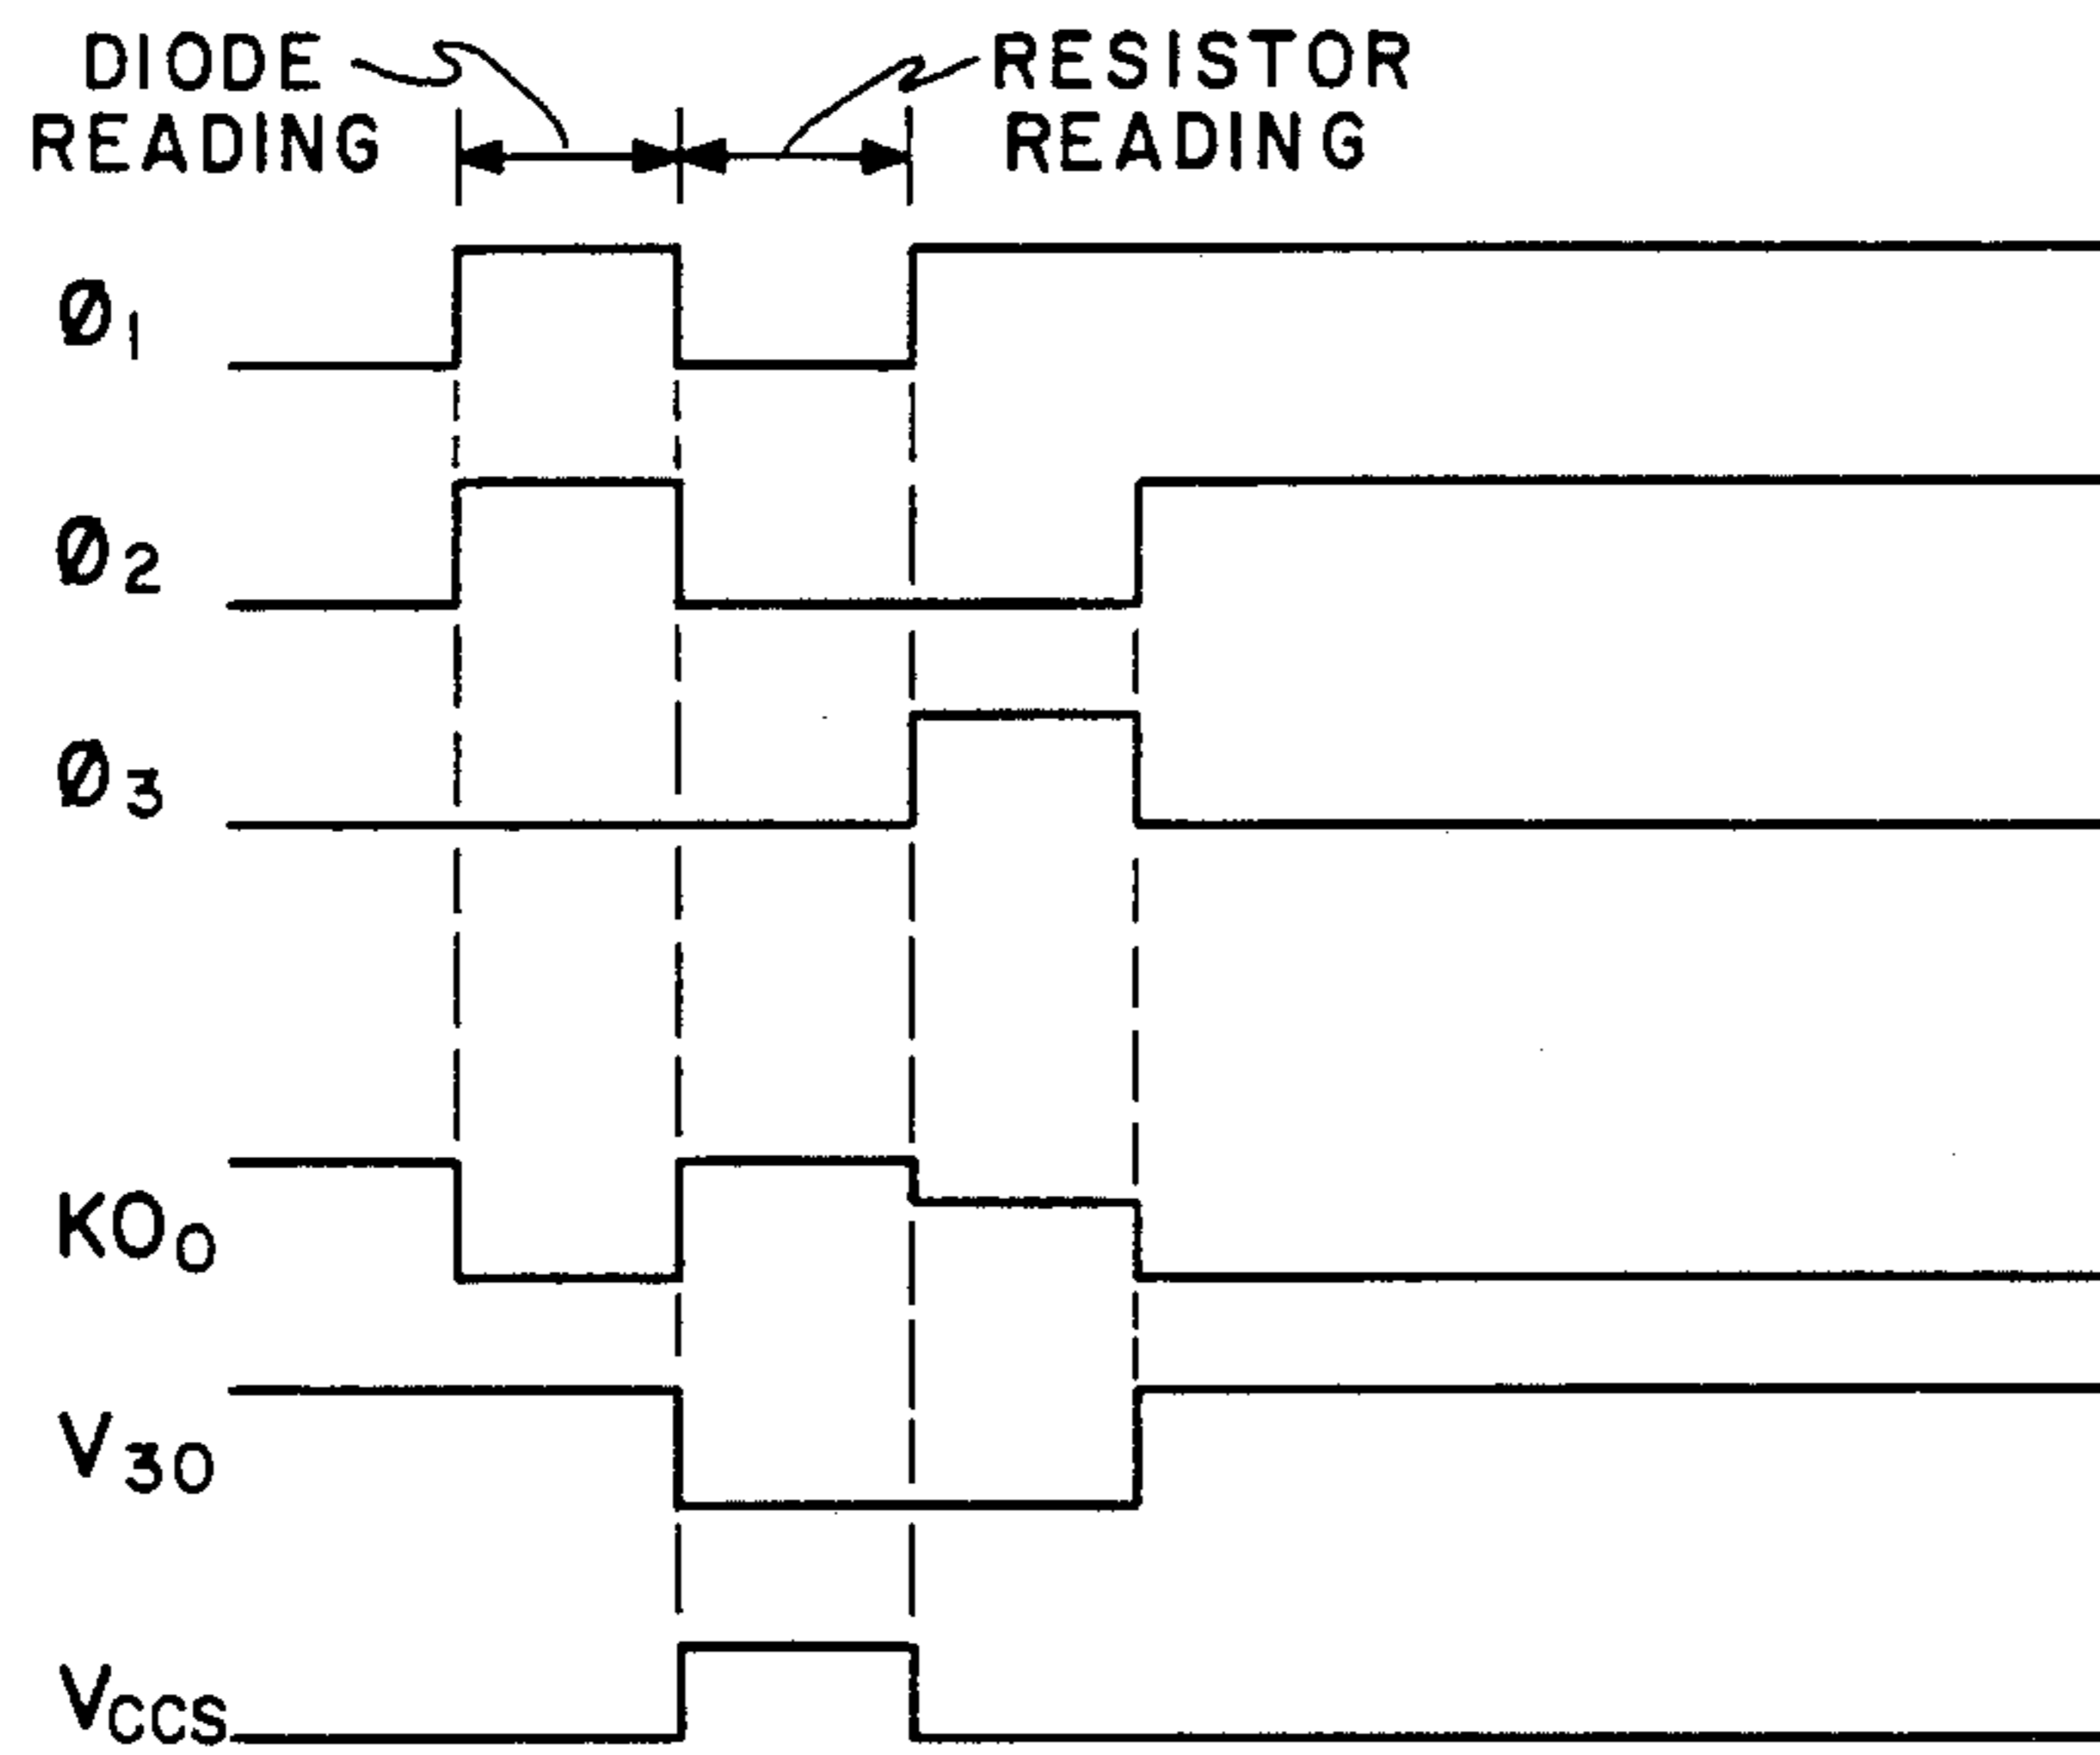 DIODE
READING
RESISTOR
READING
Ø1
Ø2
Ø3
KO0
V30
VCCS